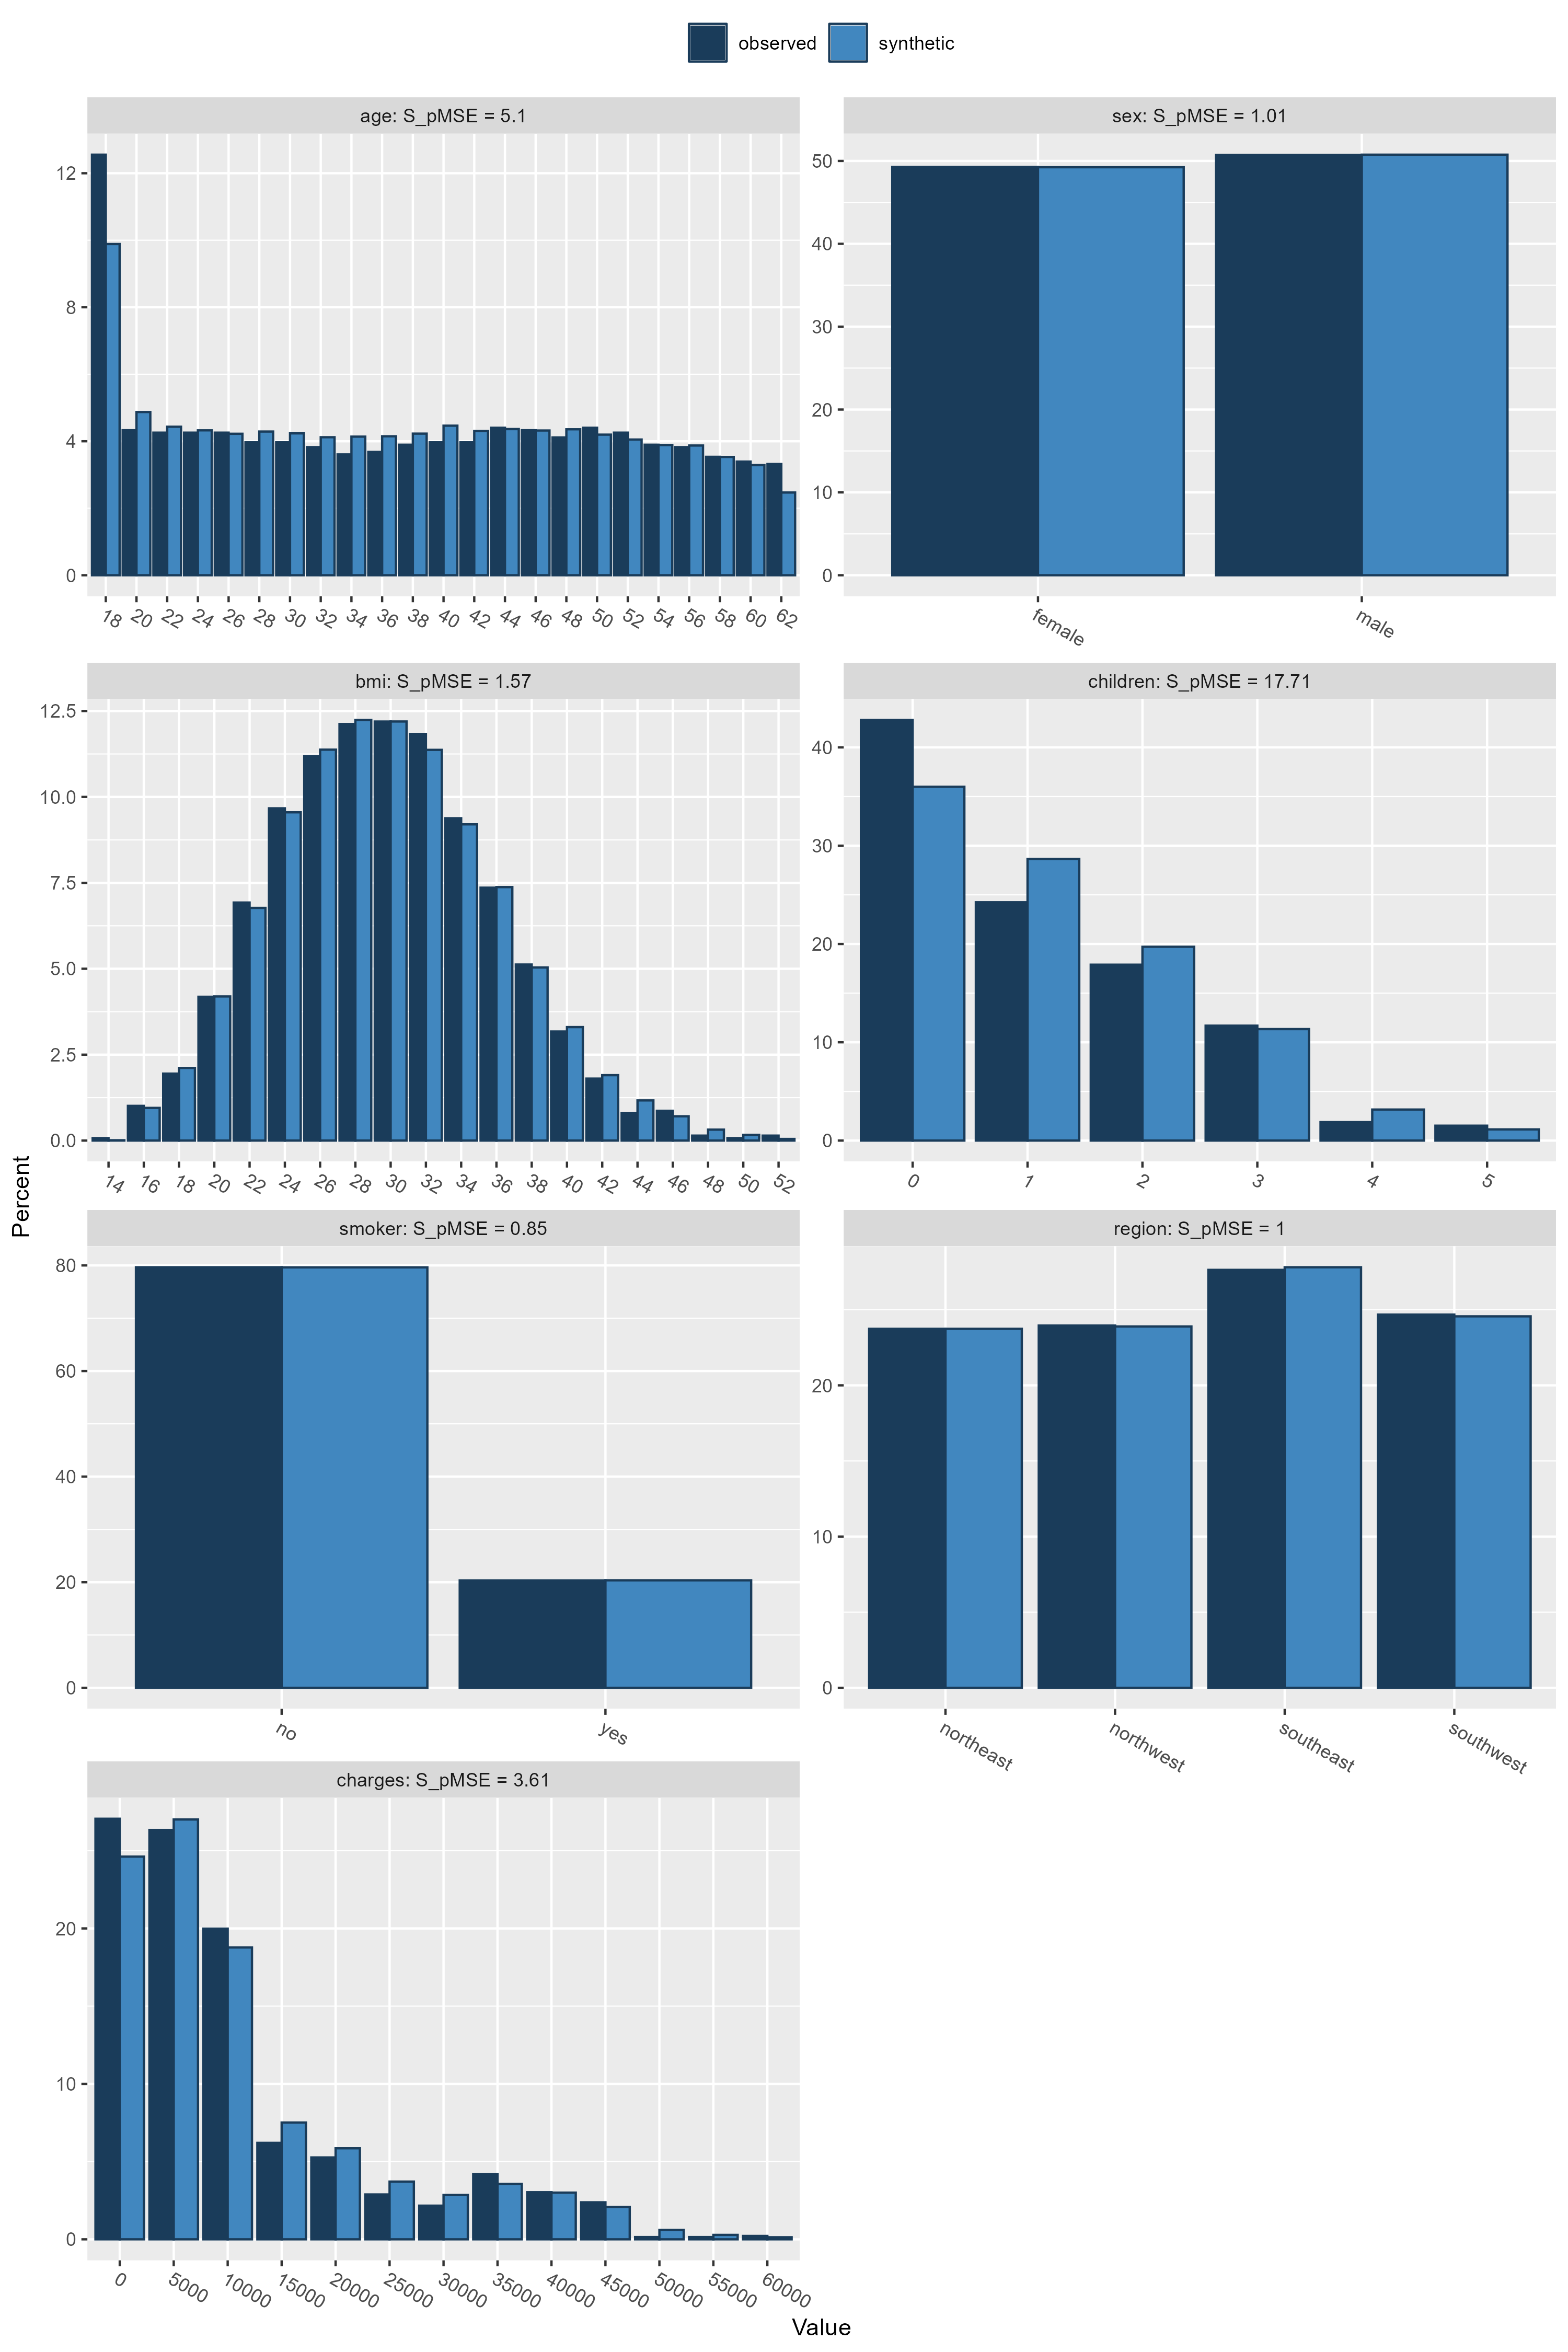 observed synthetic
age: S_pMSE = 5.1
12
8
4
0
18 20 22 24 26 28 30 32 34 36 38 40 42 44 46 48 50 52 54 56 58 60 62
sex: S_pMSE = 1.01
50
40
30
20
10
0
female male
bmi: S_pMSE = 1.57
12.5
10.0
7.5
5.0
2.5
0.0
14 16 18 20 22 24 26 28 30 32 34 36 38 40 42 44 46 48 50 52
children: S_pMSE = 17.71
40
30
20
10
0
0 1 2 3 4 5
Percent
smoker: S_pMSE = 0.85
80
60
40
20
0
no yes
region: S_pMSE = 1
20
10
0
northeast northwest southeast southwest
charges: S_pMSE = 3.61
20
10
0
0 5000 10000 15000 20000 25000 30000 35000 40000 45000 50000 55000 60000
Value